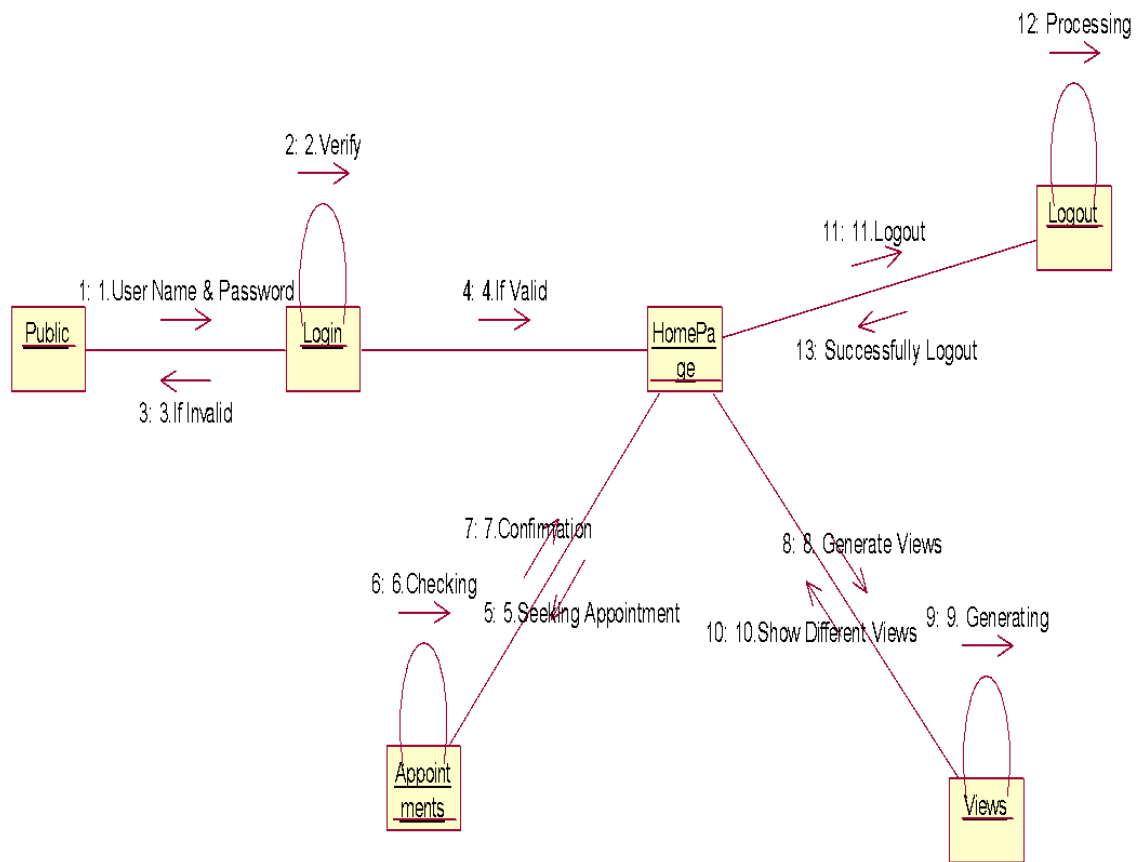 12: Processing
2: 2.Verify
Logout
11: 11.Logout
1: 1.User Name & Password
4: 4.If Valid
Public
Login
HomePa
ge
13: Successfully Logout
3: 3.If Invalid
7: 7.Confirmation
8: 8. Generate Views
6: 6.Checking
5: 5.Seeking Appointment
9: 9. Generating
10: 10.Show Different Views
Appoint
ments
Views